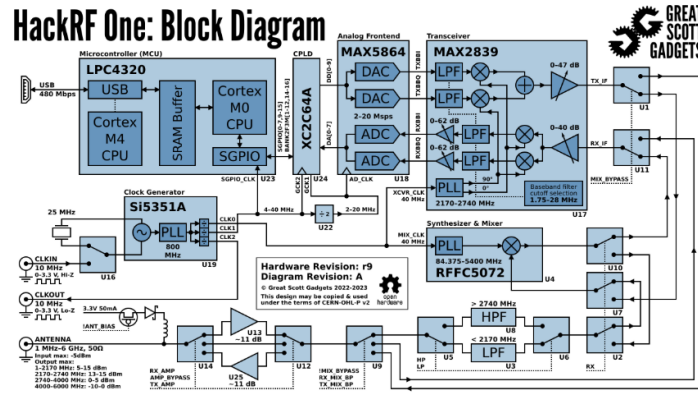 HackRF One: Block Diagram
GREAT
SCOTT
GADGETS
Microcontroller (MCU)
LPC4320
USB
480 Mbps
USB
Cortex
M4
CPU
SRAM Buffer
Cortex
M0
CPU
SGPIO
SGPIO_CLK
U23
SGPIO[0-7,9-15]
BANK2F3M[1-12,14-16]
CPLD
XC2C64A
GCK2
GCK1
U24
DD[0-9]
DA[0-7]
Analog Frontend
MAX5864
DAC
DAC
2-20 Msps
ADC
ADC
AD_CLK
U18
TXBBI
TXBBQ
RXBBI
RXBBQ
Transceiver
MAX2839
LPF
LPF
0-47 dB
0-62 dB
0-62 dB
LPF
LPF
0-40 dB
PLL
90°
0°
2170-2740 MHz
XCVR_CLK
40 MHz
Baseband filter
cutoff selection
1.75-28 MHz
U17
TX_IF
U1
RX_IF
U11
MIX_BYPASS
Clock Generator
Si5351A
PLL
800
MHz
U19
CLK0
CLK1
CLK2
25 MHz
U16
4-40 MHz
÷ 2
U22
2-20 MHz
CLKIN
10 MHz
0-3.3 V, Hi-Z
CLKOUT
10 MHz
0-3.3 V, Lo-Z
MIX_CLK
40 MHz
Synthesizer & Mixer
PLL
84.375-5400 MHz
RFFC5072
U4
U10
U7
Hardware Revision: r9
Diagram Revision: A
© Great Scott Gadgets 2022-2023
This design may be copied & used
under the terms of CERN-OHL-P v2
open
hardware
3.3V 50mA
!ANT_BIAS
ANTENNA
1 MHz-6 GHz, 50Ω
Input max: -5dBm
Output max:
1-2170 MHz: 5-15 dBm
2170-2740 MHz: 13-15 dBm
2740-4000 MHz: 0-5 dBm
4000-6000 MHz: -10-0 dBm
U14
RX_AMP
AMP_BYPASS
TX_AMP
U13
~11 dB
U25
~11 dB
U12
!MIX_BYPASS
RX_MIX_BP
TX_MIX_BP
U9
HP
LP
U5
> 2740 MHz
HPF
U8
< 2170 MHz
LPF
U3
U6
RX
U2